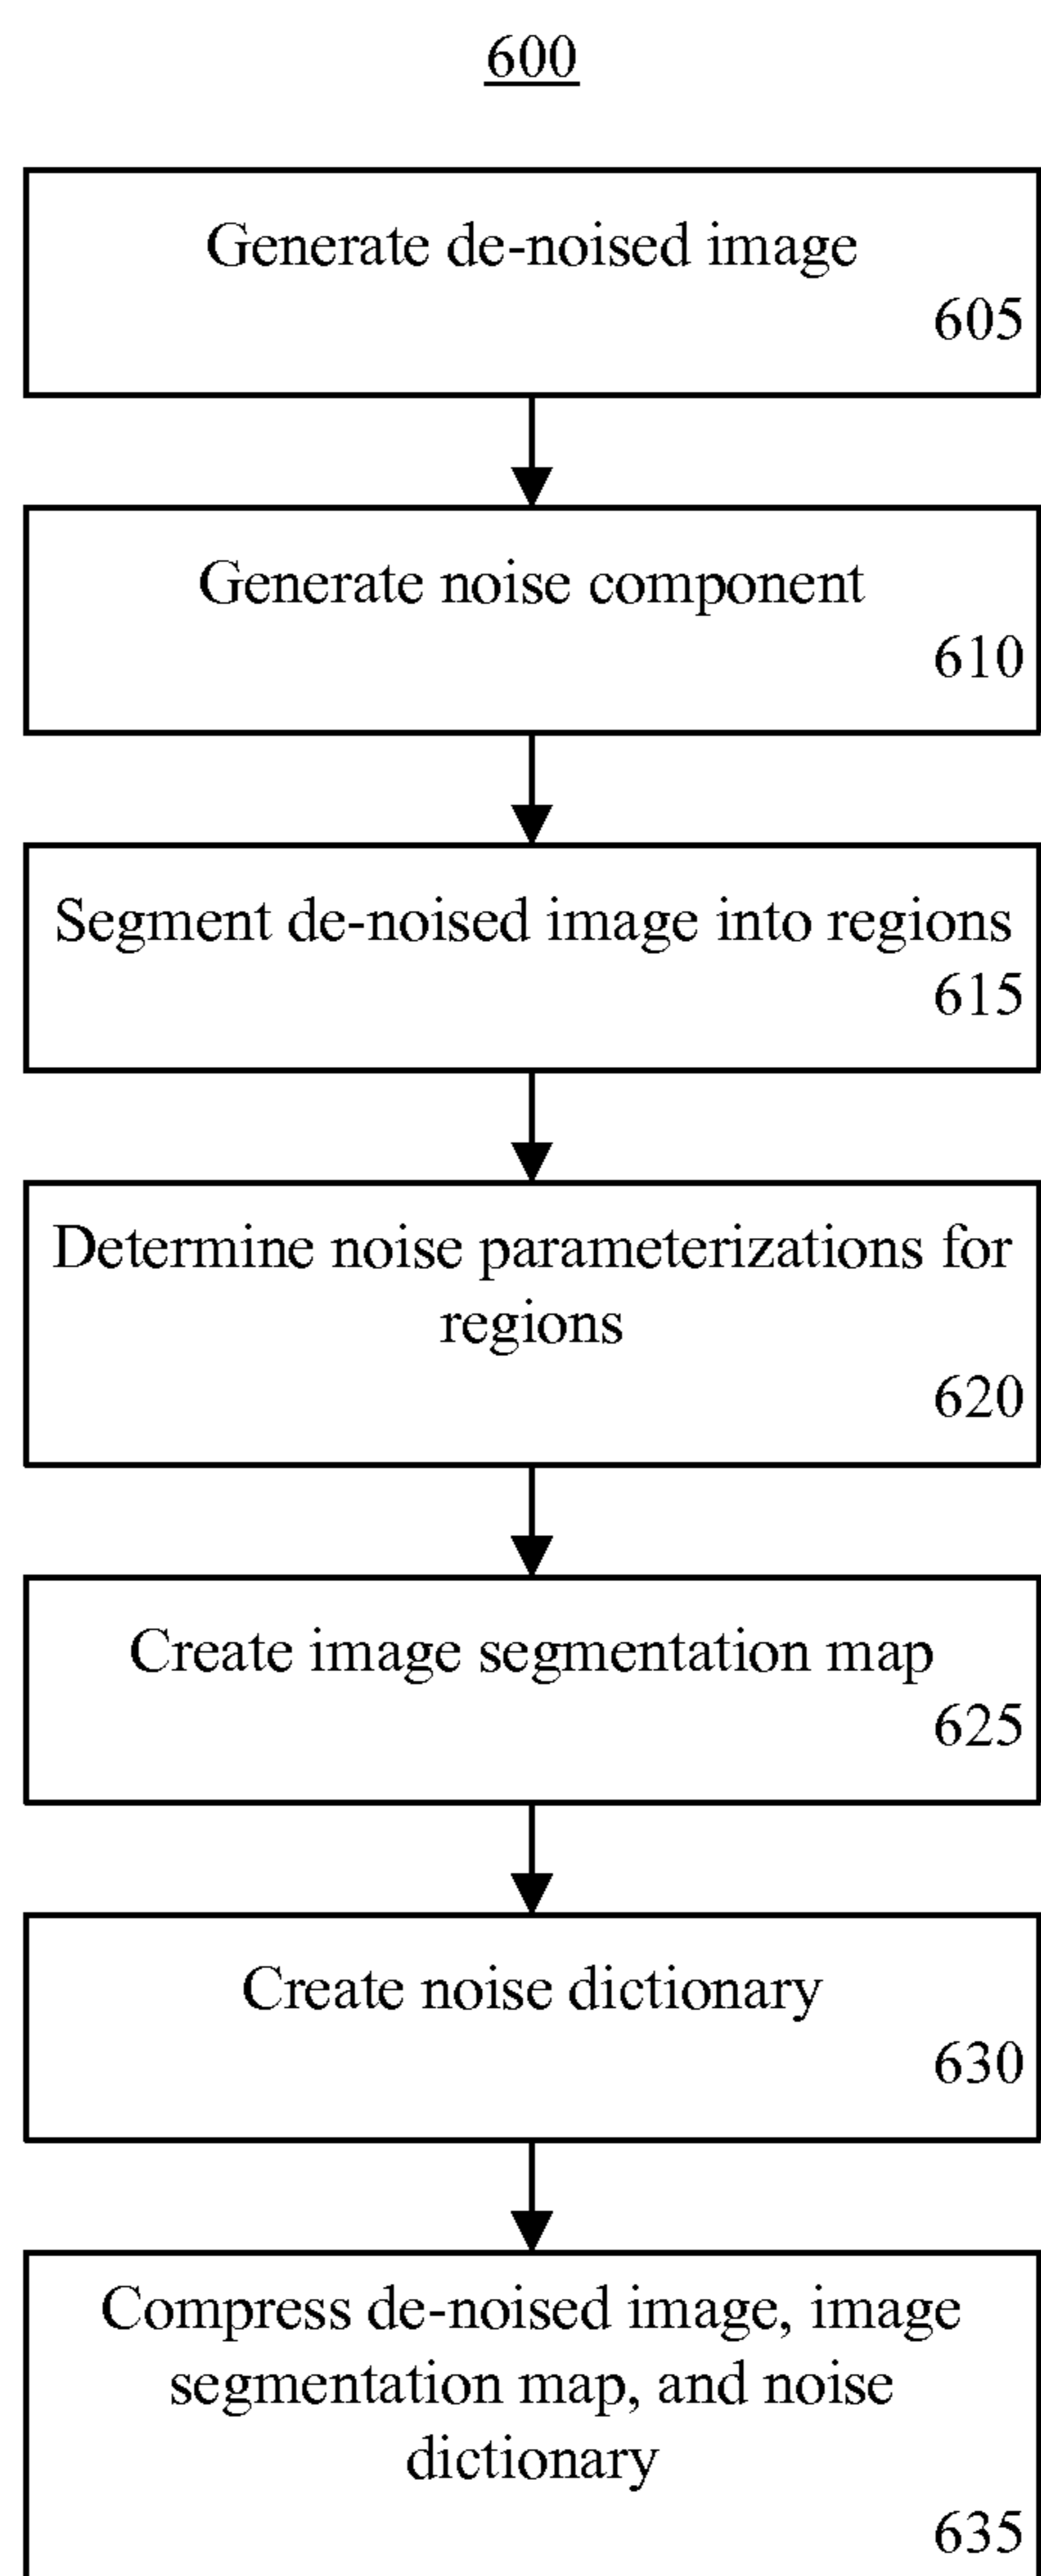 600
Generate de-noised image
605
Generate noise component
610
Segment de-noised image into regions
615
Determine noise parameterizations for
regions
620
Create image segmentation map
625
Create noise dictionary
630
Compress de-noised image, image
segmentation map, and noise
dictionary
635